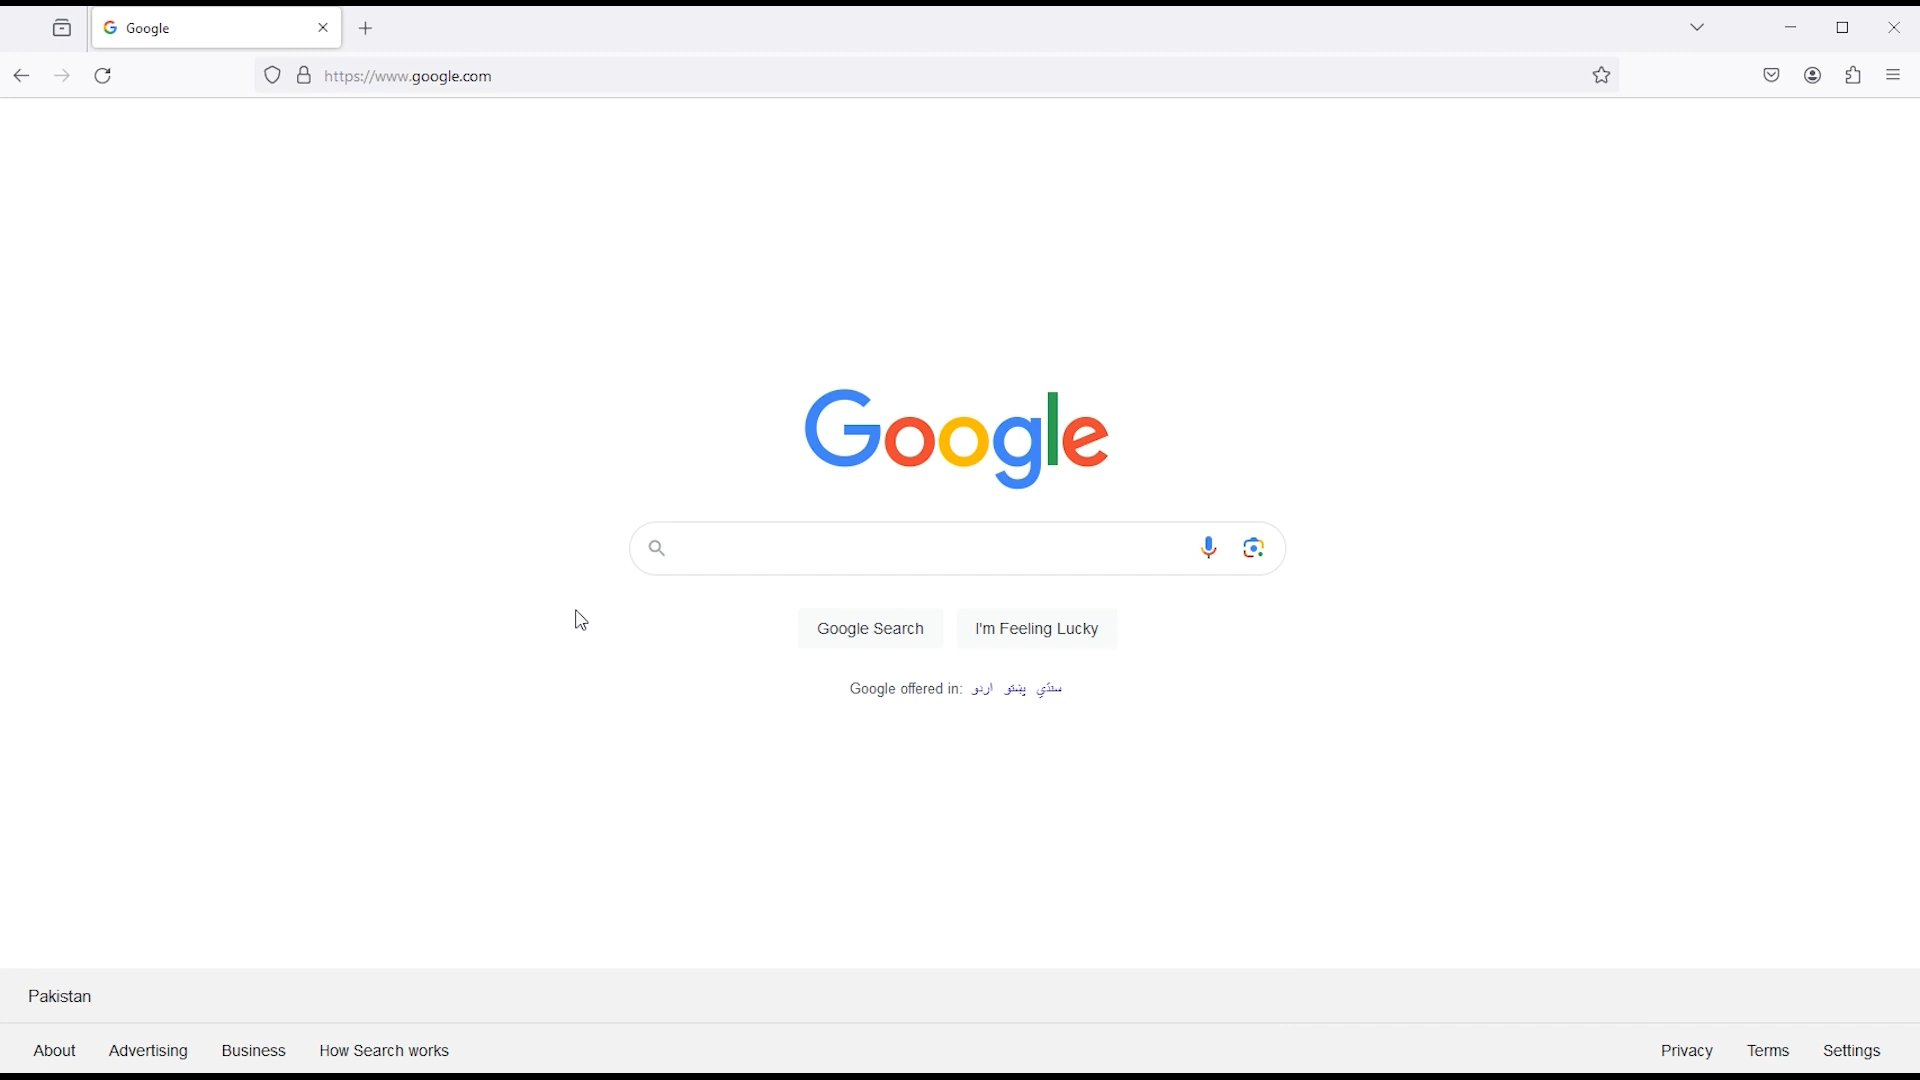 Google
https://www.google.com
Google
Google Search
I'm Feeling Lucky
Google offered in: اردو پښتو سنڌي
Pakistan
About Advertising Business How Search works
Privacy Terms Settings